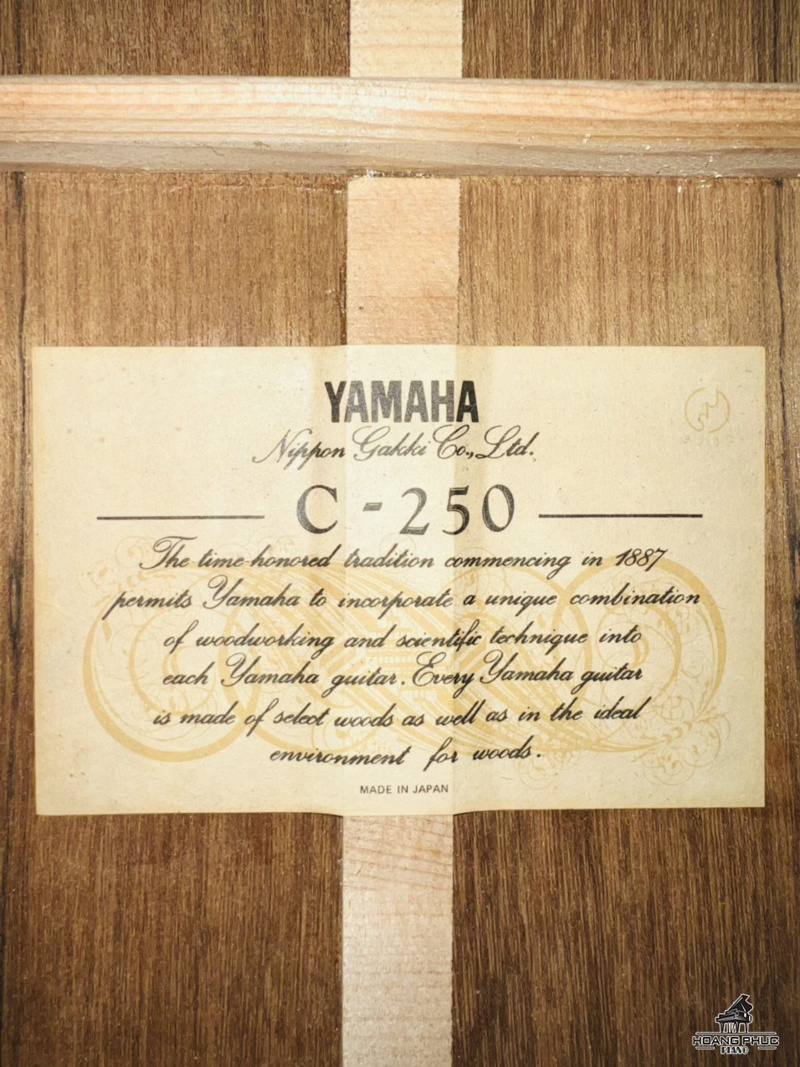 YAMAHA
Nippon Gakki Co., Ltd.
C-250
The time-honored tradition commencing in 1887
permits Yamaha to incorporate a unique combination
of woodworking and scientific technique into
each Yamaha guitar. Every Yamaha guitar
is made of select woods as well as in the ideal
environment for woods.
MADE IN JAPAN
HOANG PHUC
PIANO